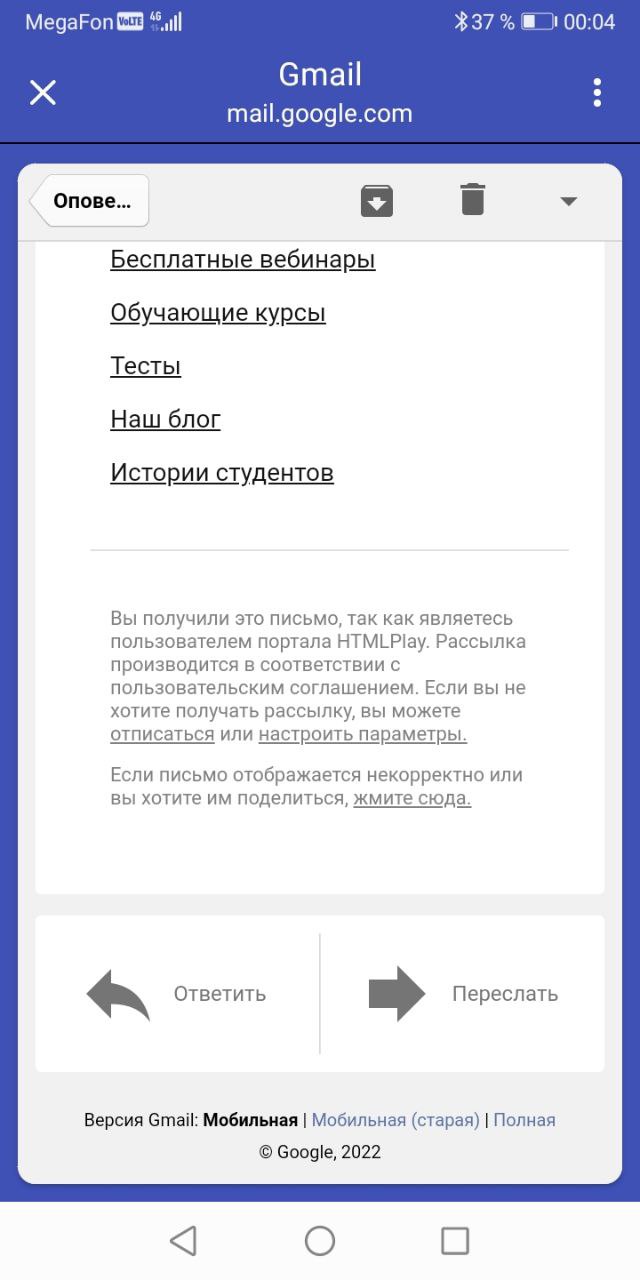 MegaFon VoLTE 4G 37 % 00:04
Gmail
mail.google.com
Опове...
Бесплатные вебинары
Обучающие курсы
Тесты
Наш блог
Истории студентов
Вы получили это письмо, так как являетесь
пользователем портала HTMLPlay. Рассылка
производится в соответствии с
пользовательским соглашением. Если вы не
хотите получать рассылку, вы можете
отписаться или настроить параметры.
Если письмо отображается некорректно или
вы хотите им поделиться, жмите сюда.
Ответить
Переслать
Версия Gmail: Мобильная | Мобильная (старая) | Полная
© Google, 2022